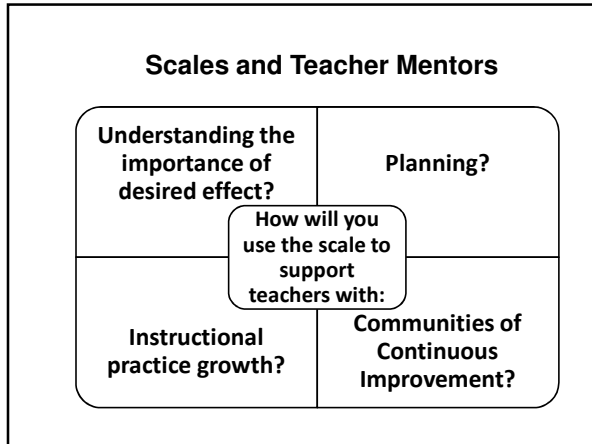 Scales and Teacher Mentors
Understanding the
importance of
desired effect?
Planning?
How will you
use the scale to
support
teachers with:
Instructional
practice growth?
Communities of
Continuous
Improvement?